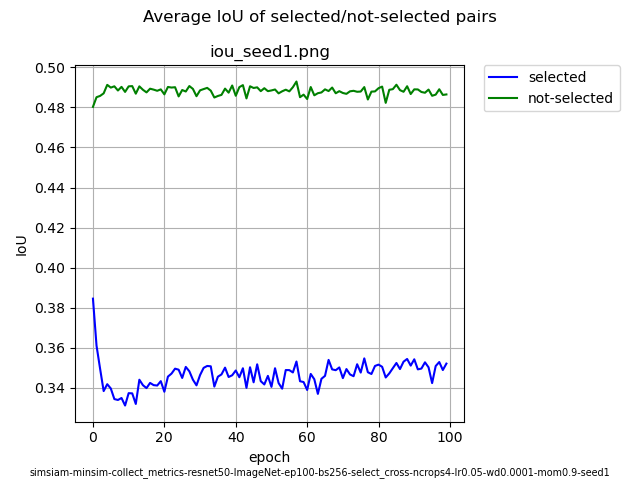 Average IoU of selected/not-selected pairs
iou_seed1.png
selected
not-selected
0.50
0.48
0.46
0.44
0.42
0.40
0.38
0.36
0.34
IoU
0 20 40 60 80 100
epoch
simsiam-minsim-collect_metrics-resnet50-ImageNet-ep100-bs256-select_cross-ncrops4-lr0.05-wd0.0001-mom0.9-seed1